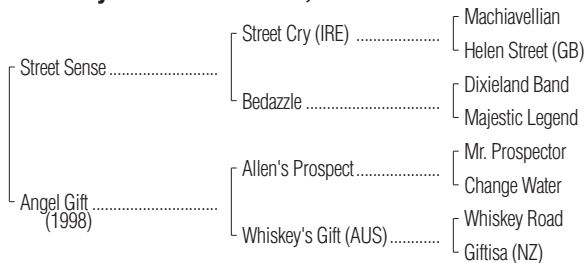 Machiavellian
Street Cry (IRE) ..................
Helen Street (GB)
Street Sense ........................
Dixieland Band
Bedazzle .............................
Majestic Legend
Mr. Prospector
Allen's Prospect..................
Change Water
Angel Gift ............................
(1998)
Whiskey Road
Whiskey's Gift (AUS)...........
Giftisa (NZ)